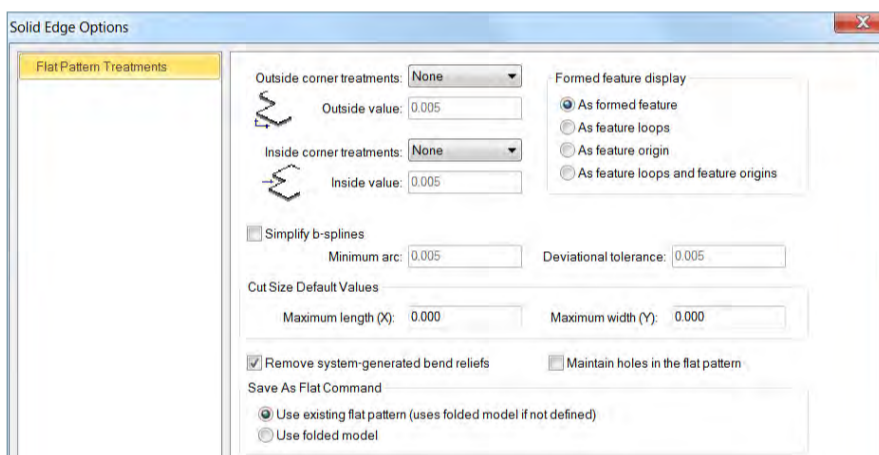 Solid Edge Options
X
Flat Pattern Treatments
Outside corner treatments: None
Outside value: 0.005
Inside corner treatments: None
Inside value: 0.005
Formed feature display
As formed feature
As feature loops
As feature origin
As feature loops and feature origins
Simplify b-splines
Minimum arc: 0.005 Deviational tolerance: 0.005
Cut Size Default Values
Maximum length (X): 0.000 Maximum width (Y): 0.000
Remove system-generated bend reliefs Maintain holes in the flat pattern
Save As Flat Command
Use existing flat pattern (uses folded model if not defined)
Use folded model